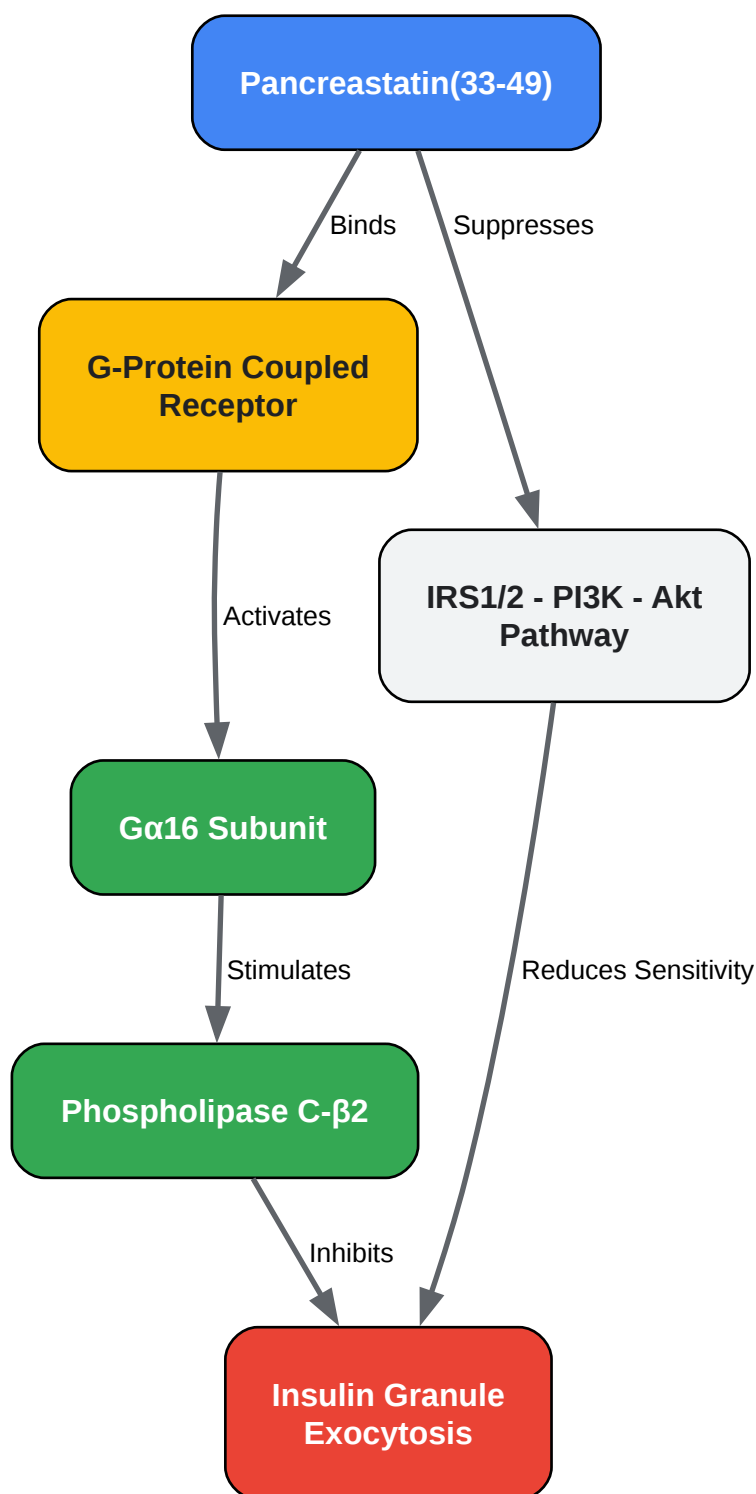 Pancreastatin(33-49)
Binds
Suppresses
G-Protein Coupled
Receptor
IRS1/2 - PI3K - Akt
Pathway
Activates
Gα16 Subunit
Stimulates
Reduces Sensitivity
Phospholipase C-β2
Inhibits
Insulin Granule
Exocytosis